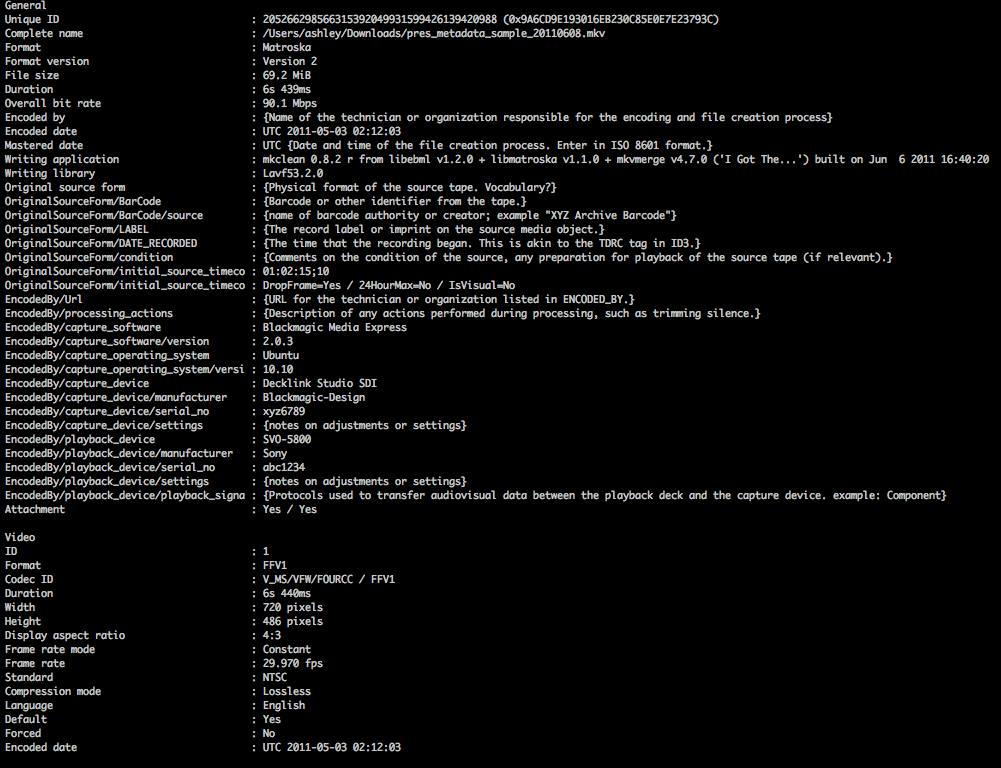 General
Unique ID : 205266298566315392049931599426139420988 (0x9A6CD9E193016EB230C85E0E7E23793C)
Complete name : /Users/ashley/Downloads/pres_metadata_sample_20110608.mkv
Format : Matroska
Format version : Version 2
File size : 69.2 MiB
Duration : 6s 439ms
Overall bit rate : 90.1 Mbps
Encoded by : {Name of the technician or organization responsible for the encoding and file creation process}
Encoded date : UTC 2011-05-03 02:12:03
Mastered date : UTC {Date and time of the file creation process. Enter in ISO 8601 format.}
Writing application : mkclean 0.8.2 r from libebml v1.2.0 + libmatroska v1.1.0 + mkvmerge v4.7.0 ('I Got The...') built on Jun  6 2011 16:40:20
Writing library : Lavf53.2.0
Original source form : {Physical format of the source tape. Vocabulary?}
OriginalSourceForm/BarCode : {Barcode or other identifier from the tape.}
OriginalSourceForm/BarCode/source : {name of barcode authority or creator; example "XYZ Archive Barcode"}
OriginalSourceForm/LABEL : {The record label or imprint on the source media object.}
OriginalSourceForm/DATE_RECORDED : {The time that the recording began. This is akin to the TDRC tag in ID3.}
OriginalSourceForm/condition : {Comments on the condition of the source, any preparation for playback of the source tape (if relevant).}
OriginalSourceForm/initial_source_timeco : 01:02:15;10
OriginalSourceForm/initial_source_timeco : DropFrame=Yes / 24HourMax=No / IsVisual=No
EncodedBy/Url : {URL for the technician or organization listed in ENCODED_BY.}
EncodedBy/processing_actions : {Description of any actions performed during processing, such as trimming silence.}
EncodedBy/capture_software : Blackmagic Media Express
EncodedBy/capture_software/version : 2.0.3
EncodedBy/capture_operating_system : Ubuntu
EncodedBy/capture_operating_system/versi : 10.10
EncodedBy/capture_device : Decklink Studio SDI
EncodedBy/capture_device/manufacturer : Blackmagic-Design
EncodedBy/capture_device/serial_no : xyz6789
EncodedBy/capture_device/settings : {notes on adjustments or settings}
EncodedBy/playback_device : SVO-5800
EncodedBy/playback_device/manufacturer : Sony
EncodedBy/playback_device/serial_no : abc1234
EncodedBy/playback_device/settings : {notes on adjustments or settings}
EncodedBy/playback_device/playback_signa : {Protocols used to transfer audiovisual data between the playback deck and the capture device. example: Component}
Attachment : Yes / Yes
Video
ID : 1
Format : FFV1
Codec ID : V_MS/VFW/FOURCC / FFV1
Duration : 6s 440ms
Width : 720 pixels
Height : 486 pixels
Display aspect ratio : 4:3
Frame rate mode : Constant
Frame rate : 29.970 fps
Standard : NTSC
Compression mode : Lossless
Language : English
Default : Yes
Forced : No
Encoded date : UTC 2011-05-03 02:12:03